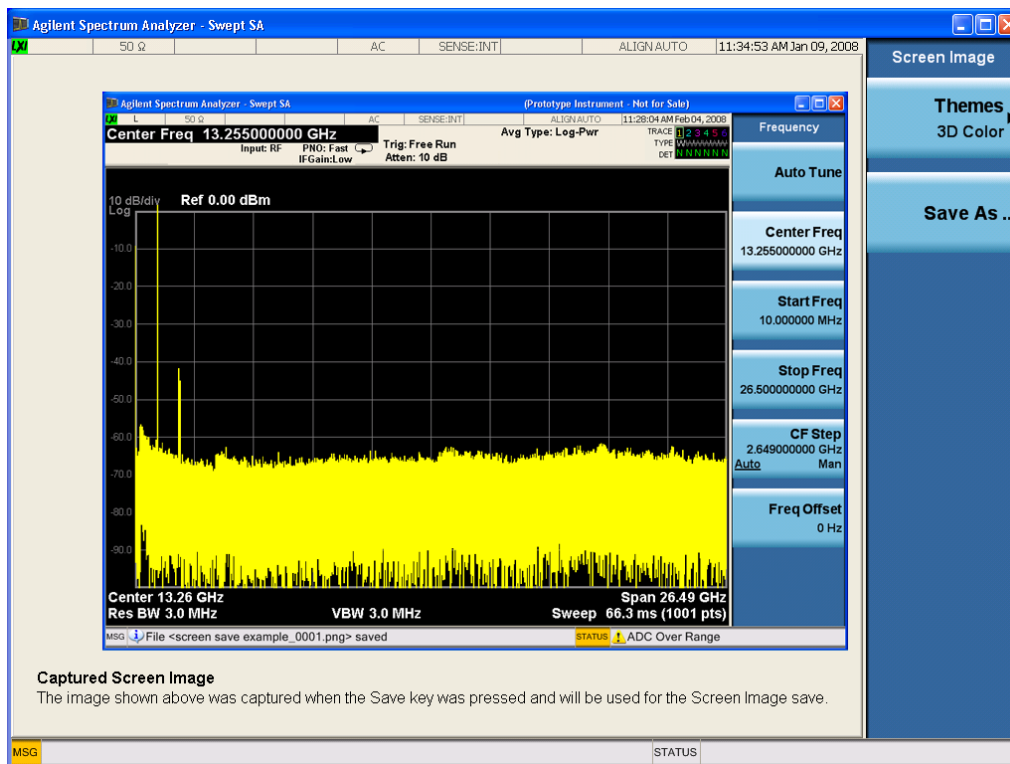 Agilent Spectrum Analyzer - Swept SA
LXI 50 Ω AC SENSE:INT ALIGN AUTO 11:34:53 AM Jan 09, 2008
Screen Image
Themes
3D Color
Save As ..
Agilent Spectrum Analyzer - Swept SA (Prototype Instrument - Not for Sale)
LXI L 50 Ω AC SENSE:INT ALIGN AUTO 11:28:04 AM Feb 04, 2008
Center Freq 13.255000000 GHz
Input: RF PNO: Fast
IFGain:Low
Trig: Free Run
Atten: 10 dB
Avg Type: Log-Pwr
TRACE 1 2 3 4 5 6
TYPE
DET N N N N N N
Frequency
Auto Tune
Center Freq
13.255000000 GHz
Start Freq
10.000000 MHz
Stop Freq
26.500000000 GHz
CF Step
2.649000000 GHz
Auto Man
Freq Offset
0 Hz
10 dB/div Ref 0.00 dBm
Log
-10.0
-20.0
-30.0
-40.0
-50.0
-60.0
-70.0
-80.0
-90.0
Center 13.26 GHz Span 26.49 GHz
Res BW 3.0 MHz VBW 3.0 MHz Sweep 66.3 ms (1001 pts)
MSG File <screen save example_0001.png> saved STATUS ADC Over Range
Captured Screen Image
The image shown above was captured when the Save key was pressed and will be used for the Screen Image save.
MSG STATUS